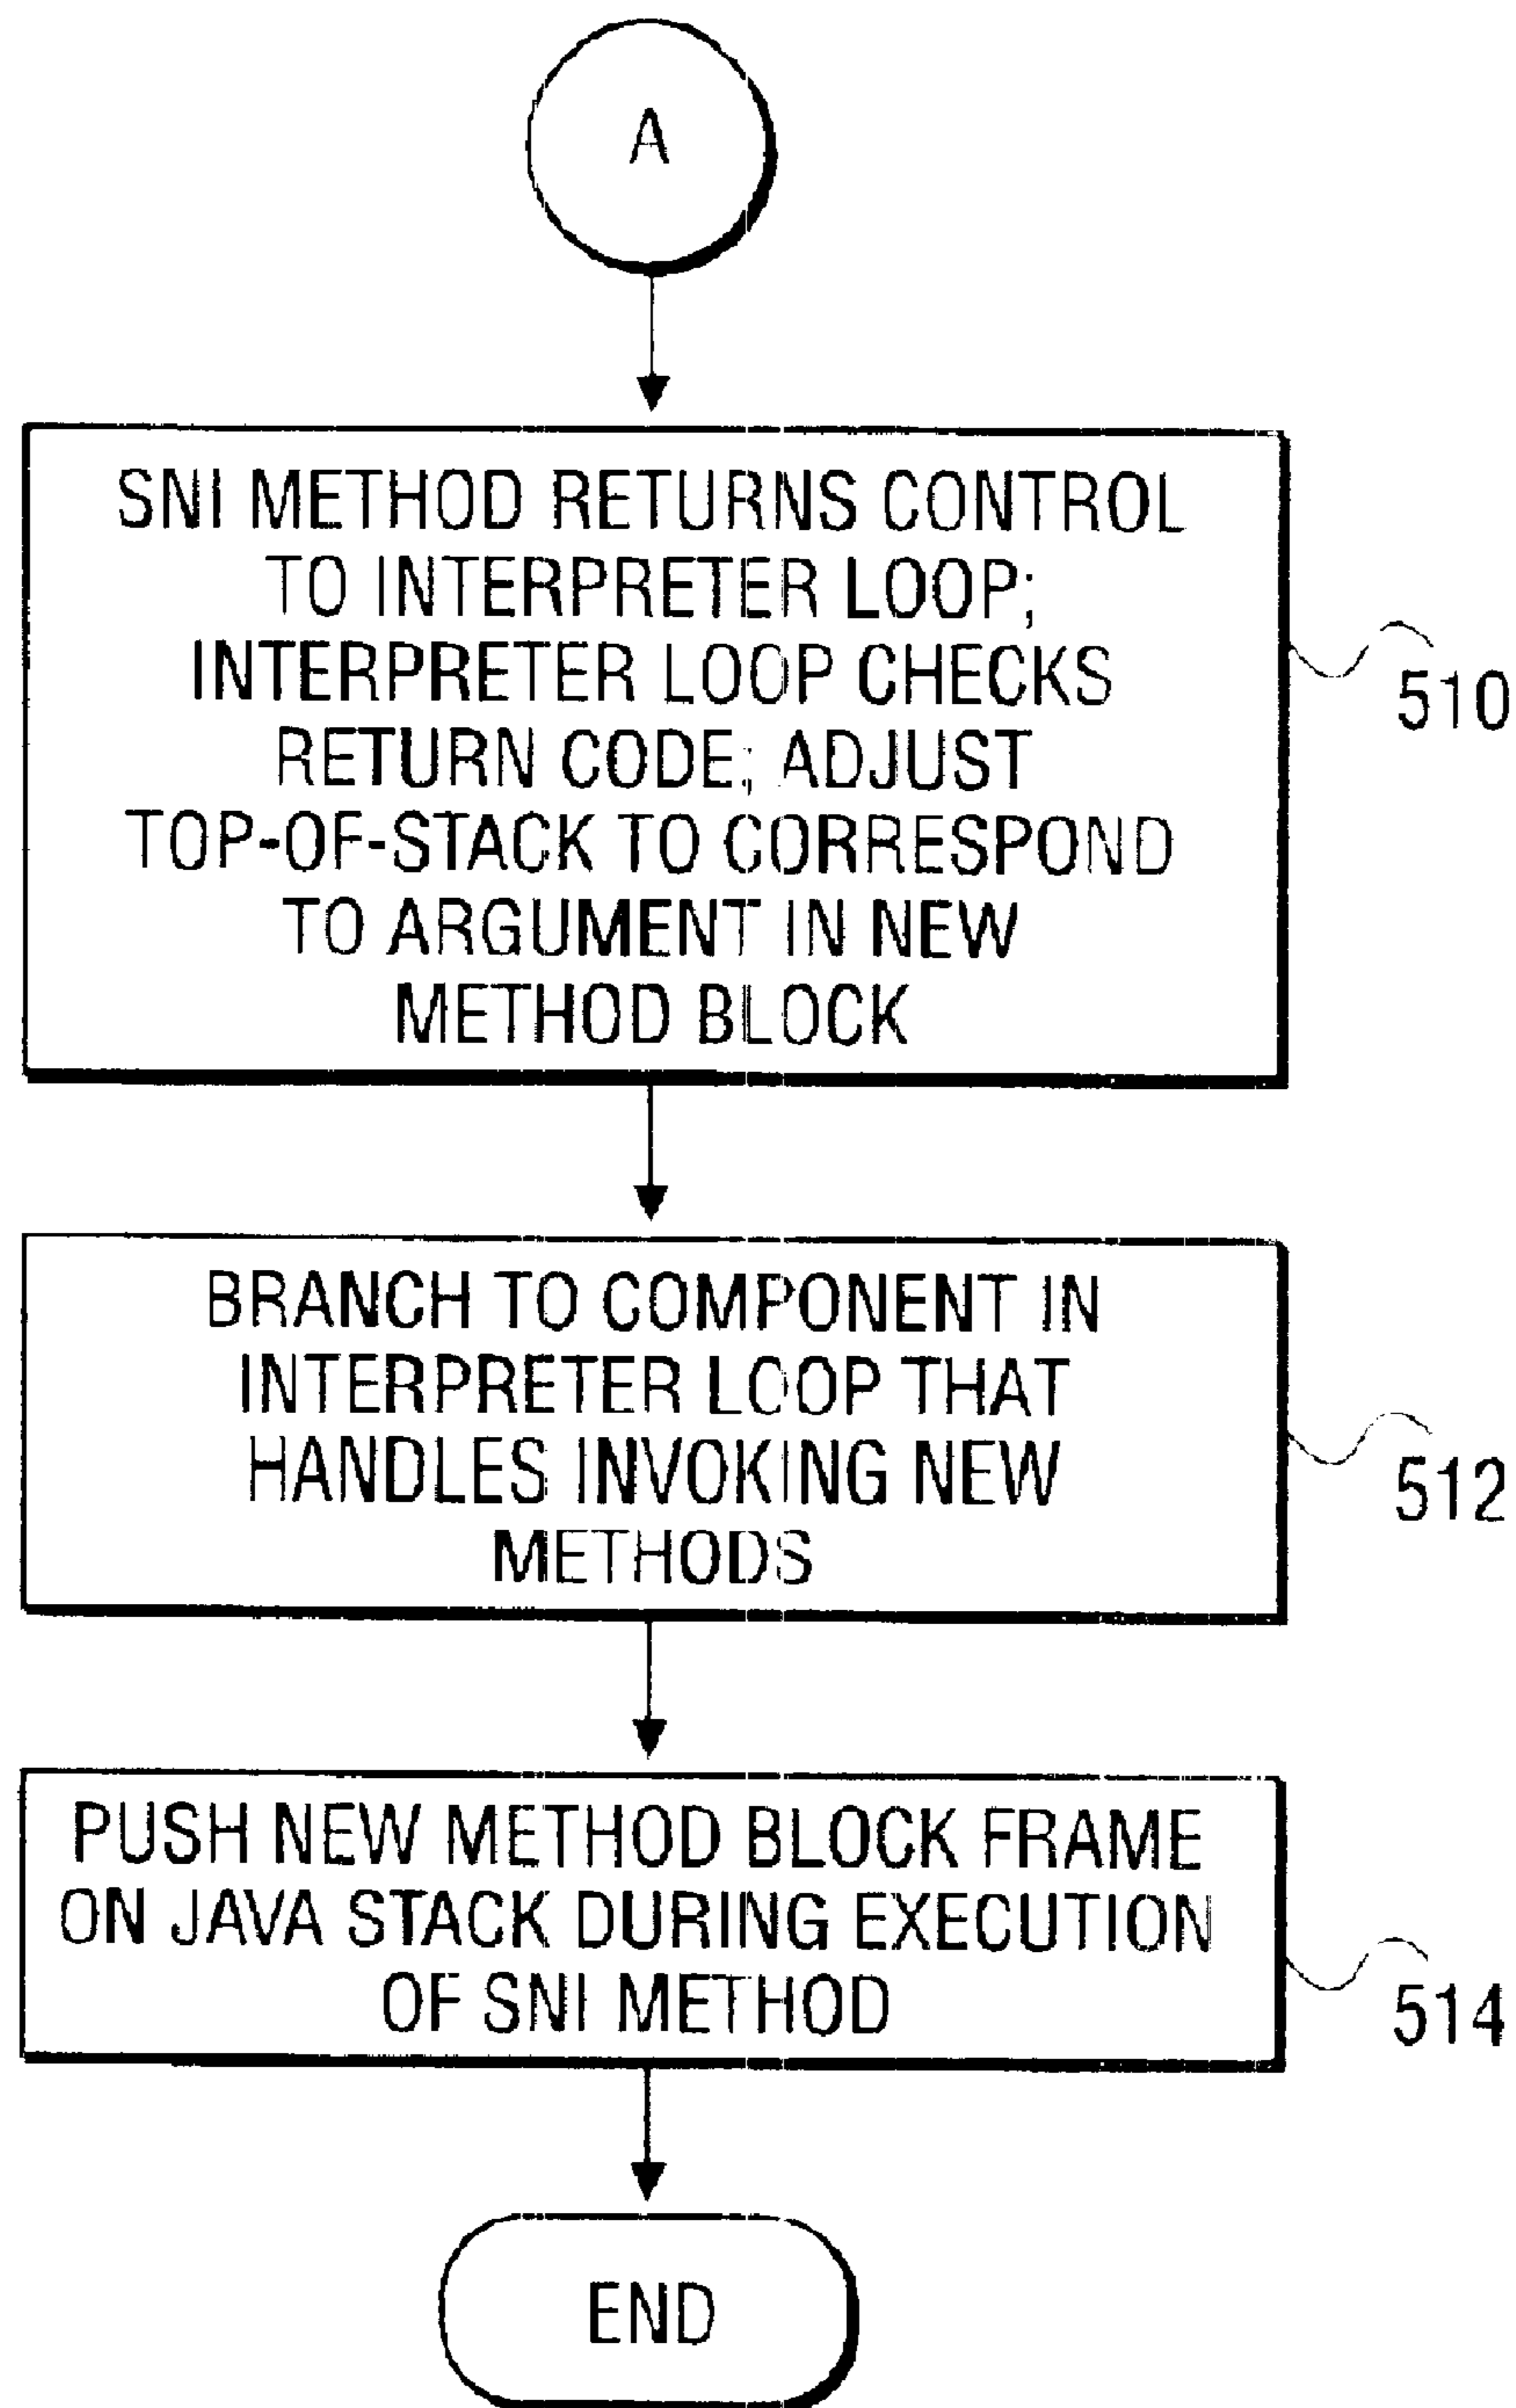 A
SNI METHOD RETURNS CONTROL
TO INTERPRETER LOOP;
INTERPRETER LOOP CHECKS
RETURN CODE; ADJUST
TOP-OF-STACK TO CORRESPOND
TO ARGUMENT IN NEW
METHOD BLOCK
510
BRANCH TO COMPONENT IN
INTERPRETER LOOP THAT
HANDLES INVOKING NEW
METHODS
512
PUSH NEW METHOD BLOCK FRAME
ON JAVA STACK DURING EXECUTION
OF SNI METHOD
514
END